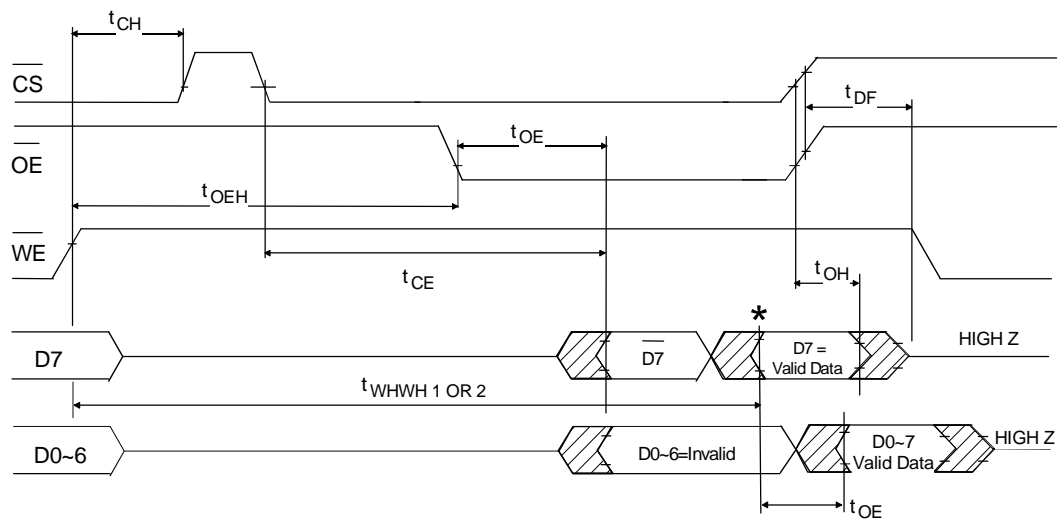 tCH
CS
tDF
tOE
OE
tOEH
WE
tCE
tOH
*
D7
D7
D7 =
Valid Data
HIGH Z
tWHWH 1 OR 2
D0~6
D0~6=Invalid
D0~7
Valid Data
HIGH Z
tOE